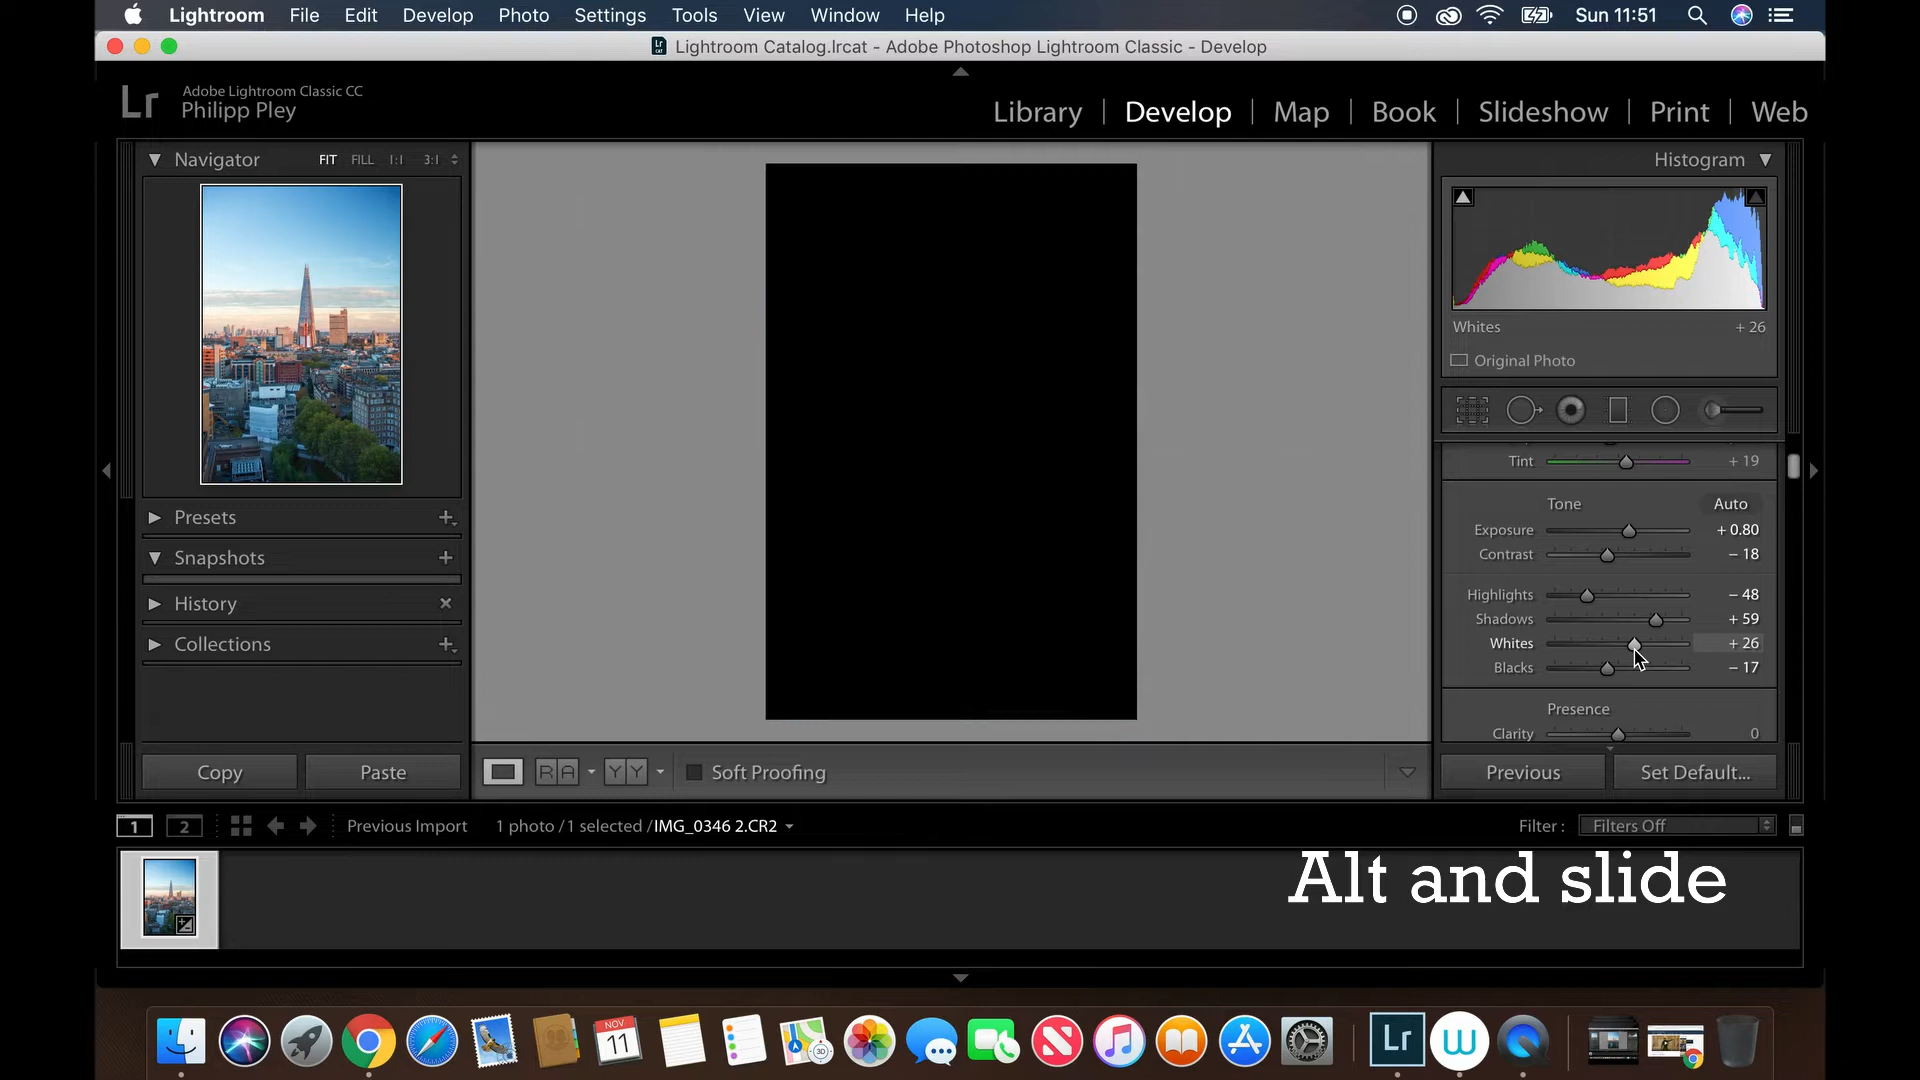 Lightroom File Edit Develop Photo Settings Tools View Window Help Sun 11:51
Lightroom Catalog.lrcat - Adobe Photoshop Lightroom Classic - Develop
Lr Adobe Lightroom Classic CC
Philipp Pley
Library | Develop | Map | Book | Slideshow | Print | Web
Navigator FIT FILL 1:1 3:1
Histogram
Whites + 26
Original Photo
Tint + 19
Tone Auto
Exposure + 0.80
Contrast − 18
Highlights − 48
Shadows + 59
Whites + 26
Blacks − 17
Presence
Clarity 0
Presets
Snapshots
History
Collections
Copy Paste
R A Y Y Soft Proofing
Previous Set Default...
1 2 Previous Import 1 photo / 1 selected / IMG_0346 2.CR2 Filter : Filters Off
Alt and slide
NOV
11
3D
Lr